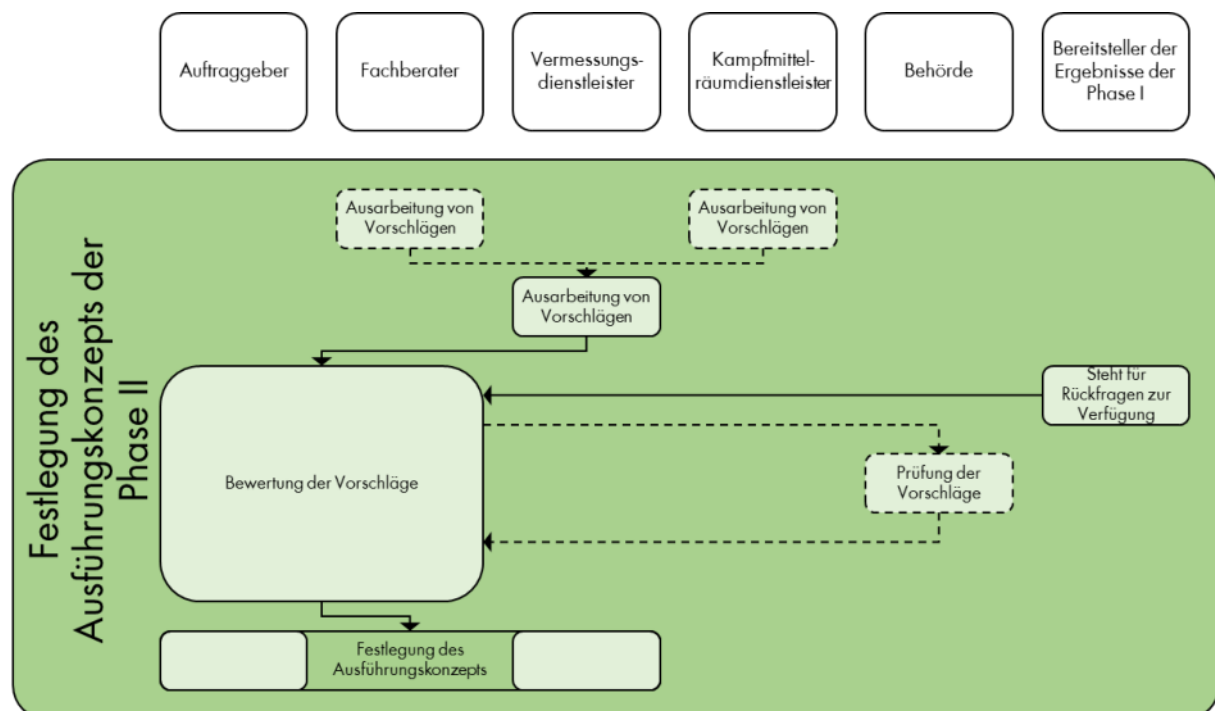 Auftraggeber
Fachberater
Vermessungs-
dienstleister
Kampfmittel-
räumdienstleister
Behörde
Bereitsteller der
Ergebnisse der
Phase I
Festlegung des
Ausführungskonzepts der
Phase II
Ausarbeitung von
Vorschlägen
Ausarbeitung von
Vorschlägen
Ausarbeitung von
Vorschlägen
Steht für
Rückfragen zur
Verfügung
Bewertung der Vorschläge
Prüfung der
Vorschläge
Festlegung des
Ausführungskonzepts